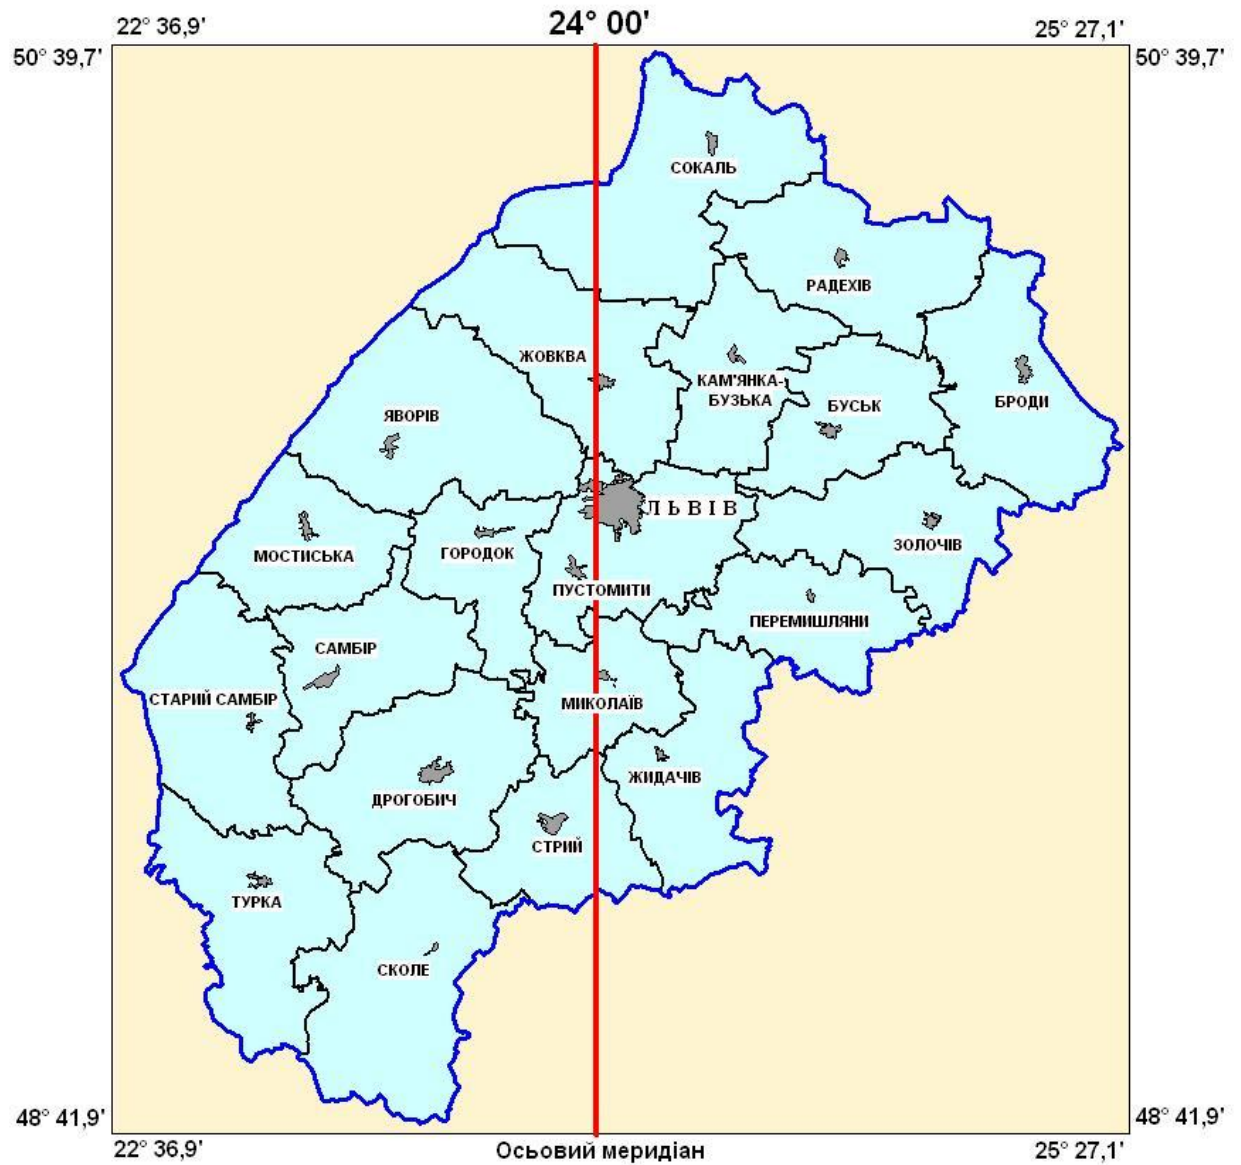 22° 36,9'
24° 00'
25° 27,1'
50° 39,7'
50° 39,7'
СОКАЛЬ
РАДЕХІВ
ЖОВКВА
КАМ'ЯНКА-
БУЗЬКА
БРОДИ
БУСЬК
ЯВОРІВ
ЛЬВІВ
ЗОЛОЧІВ
МОСТИСЬКА
ГОРОДОК
ПУСТОМИТИ
ПЕРЕМИШЛЯНИ
САМБІР
СТАРИЙ САМБІР
МИКОЛАЇВ
ЖИДАЧІВ
ДРОГОБИЧ
СТРИЙ
ТУРКА
СКОЛЕ
48° 41,9'
48° 41,9'
22° 36,9'
Осьовий меридіан
25° 27,1'